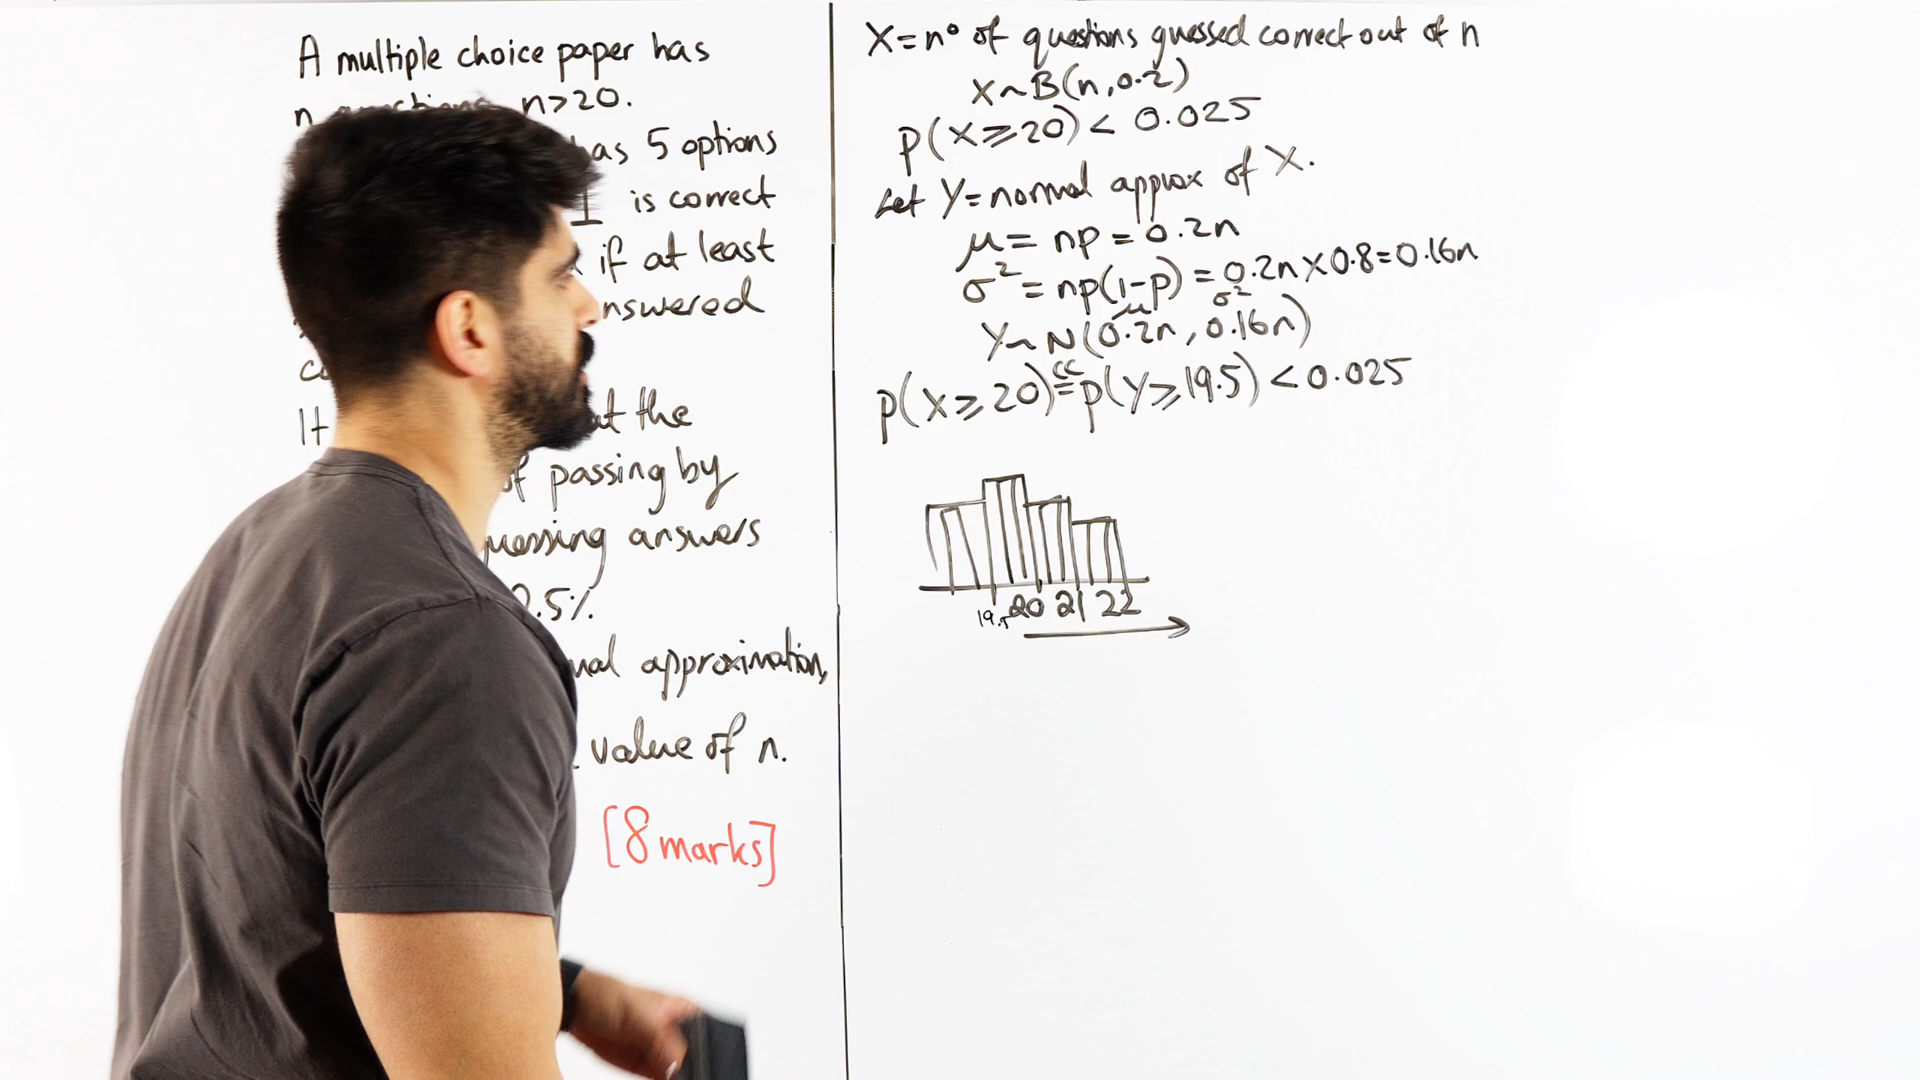 A multiple choice paper has
n n>20.
has 5 options
1 is correct
if at least
nswered
It at the
of passing by
uessing answers
.5%
approximation,
value of n.
[8 marks]
X = nº of questions guessed correct out of n
X~B(n, 0.2)
P(X⩾20) < 0.025
Let Y = normal approx of X.
μ = np = 0.2n
σ² = np(1-p) = 0.2n×0.8=0.16n
μ σ²
Y~N(0.2n, 0.16n)
cc
P(X⩾20) = P(Y⩾19.5) < 0.025
19.5 20 21 22